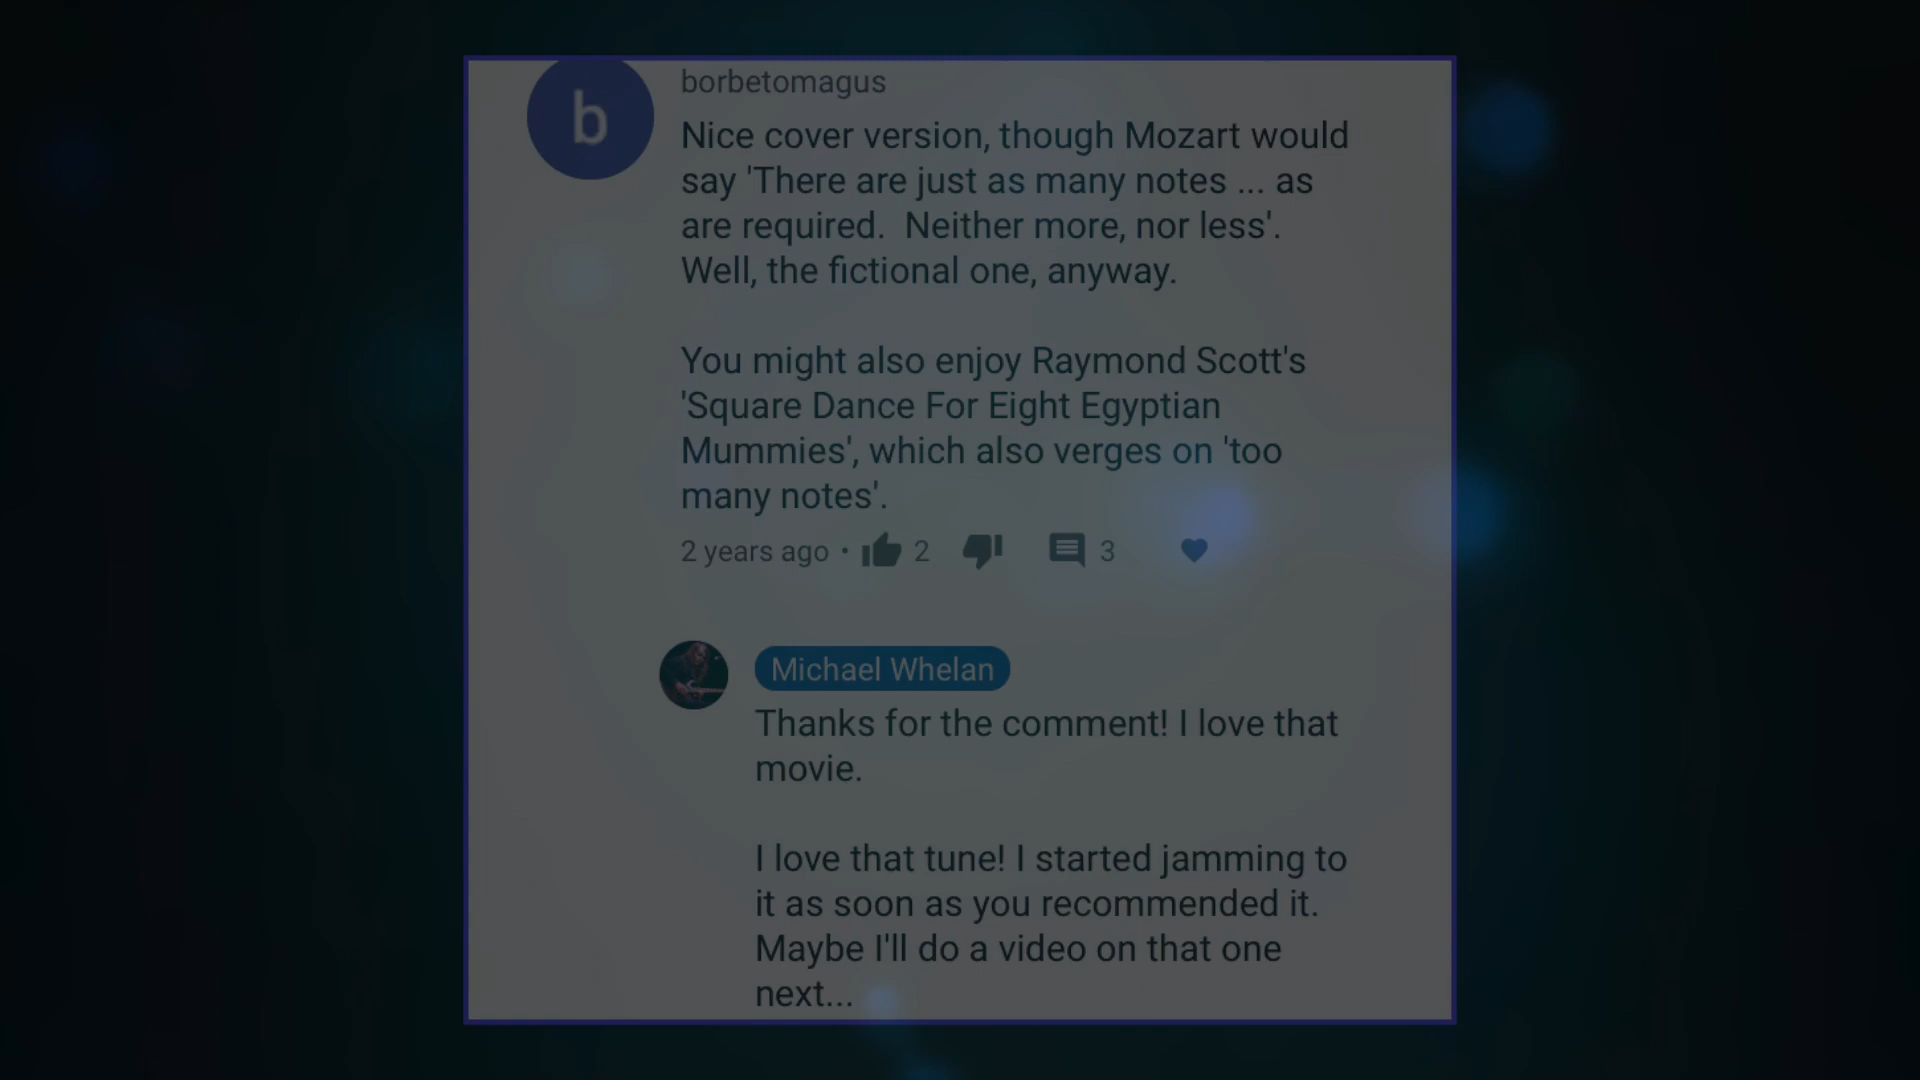 b
borbetomagus
Nice cover version, though Mozart would
say 'There are just as many notes ... as
are required.  Neither more, nor less'.
Well, the fictional one, anyway.
You might also enjoy Raymond Scott's
'Square Dance For Eight Egyptian
Mummies', which also verges on 'too
many notes'.
2 years ago • 2 3
Michael Whelan
Thanks for the comment! I love that
movie.
I love that tune! I started jamming to
it as soon as you recommended it.
Maybe I'll do a video on that one
next...